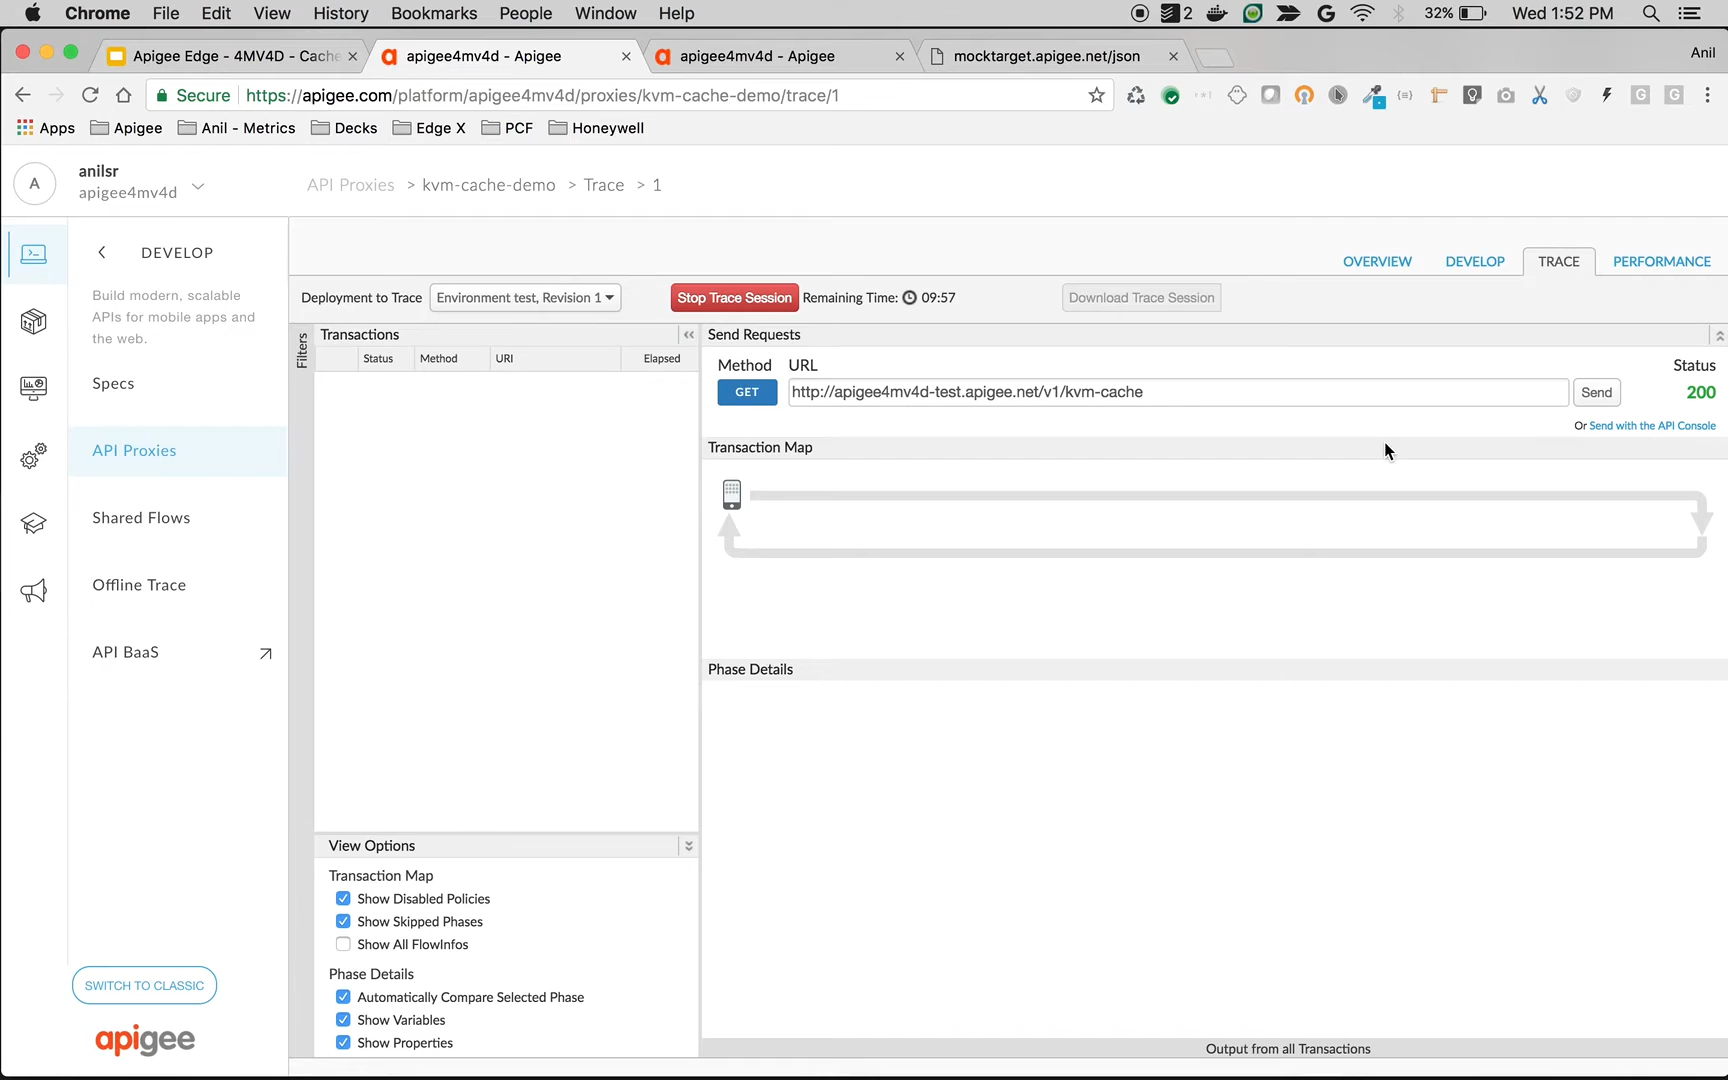 Chrome File Edit View History Bookmarks People Window Help 2 32% Wed 1:52 PM
Apigee Edge - 4MV4D - Cache apigee4mv4d - Apigee apigee4mv4d - Apigee mocktarget.apigee.net/json Anil
Secure https://apigee.com/platform/apigee4mv4d/proxies/kvm-cache-demo/trace/1
Apps Apigee Anil - Metrics Decks Edge X PCF Honeywell
A
anilsr
apigee4mv4d
API Proxies > kvm-cache-demo > Trace > 1
DEVELOP
Build modern, scalable
APIs for mobile apps and
the web.
Specs
API Proxies
Shared Flows
Offline Trace
API BaaS
SWITCH TO CLASSIC
apigee
OVERVIEW DEVELOP TRACE PERFORMANCE
Deployment to Trace Environment test, Revision 1 Stop Trace Session Remaining Time: 09:57 Download Trace Session
Filters
Transactions
Status Method URI Elapsed
Send Requests
Method URL Status
GET http://apigee4mv4d-test.apigee.net/v1/kvm-cache Send 200
Or Send with the API Console
Transaction Map
Phase Details
View Options
Transaction Map
Show Disabled Policies
Show Skipped Phases
Show All FlowInfos
Phase Details
Automatically Compare Selected Phase
Show Variables
Show Properties
Output from all Transactions